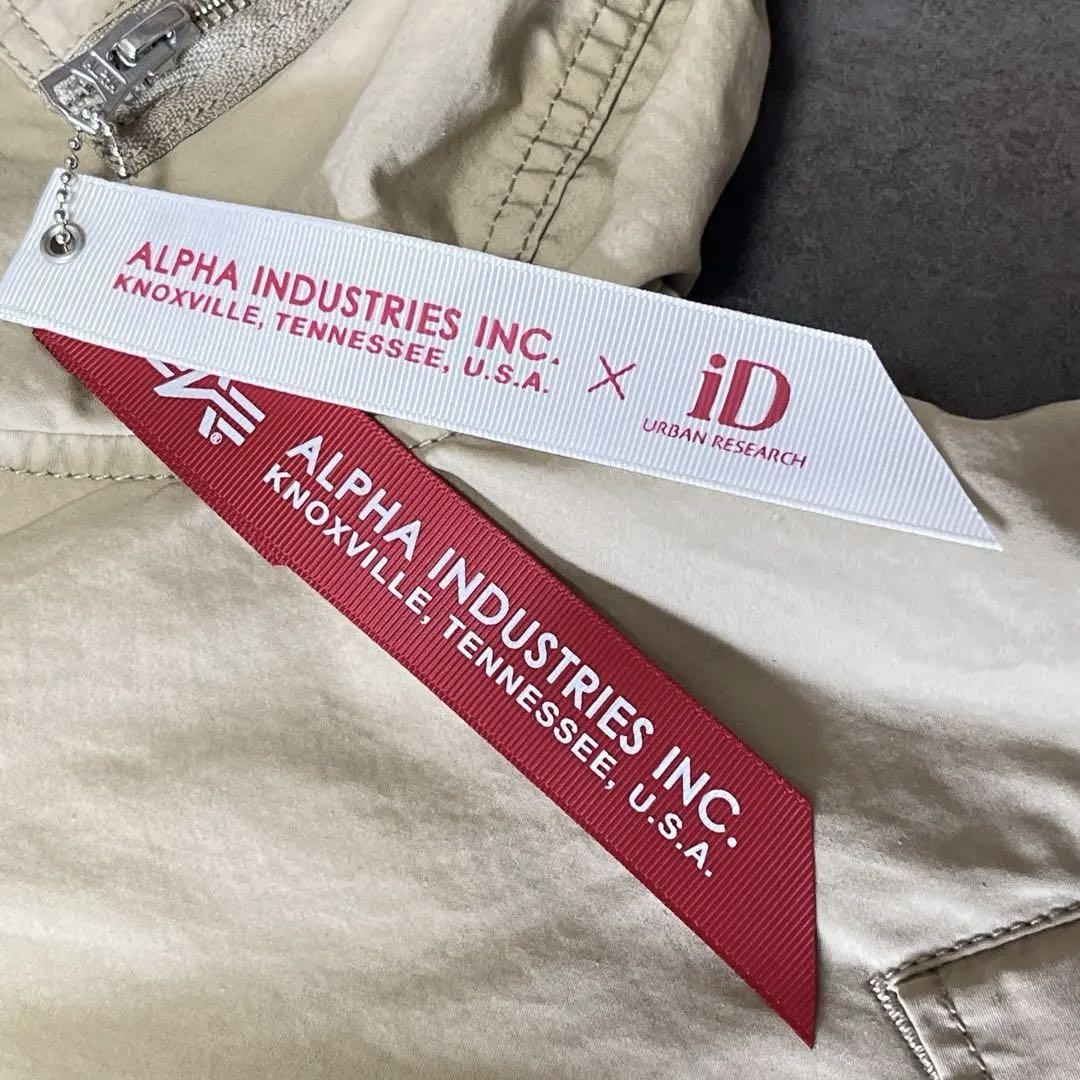 ALPHA INDUSTRIES INC.
KNOXVILLE, TENNESSEE, U.S.A.
×
iD
URBAN RESEARCH
®
ALPHA INDUSTRIES INC.
KNOXVILLE, TENNESSEE, U.S.A.